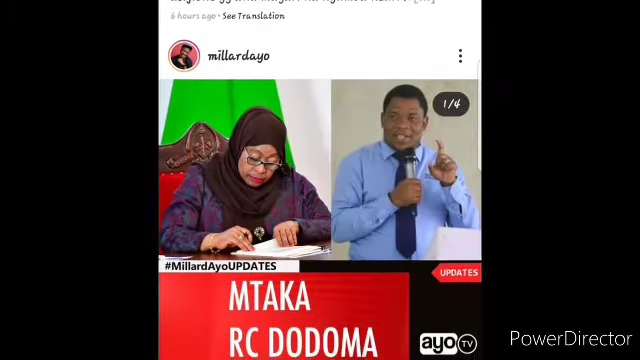 6 hours ago • See Translation
millardayo
1/4
#MillardAyoUPDATES
UPDATES
MTAKA
RC DODOMA
ayo TV
PowerDirector